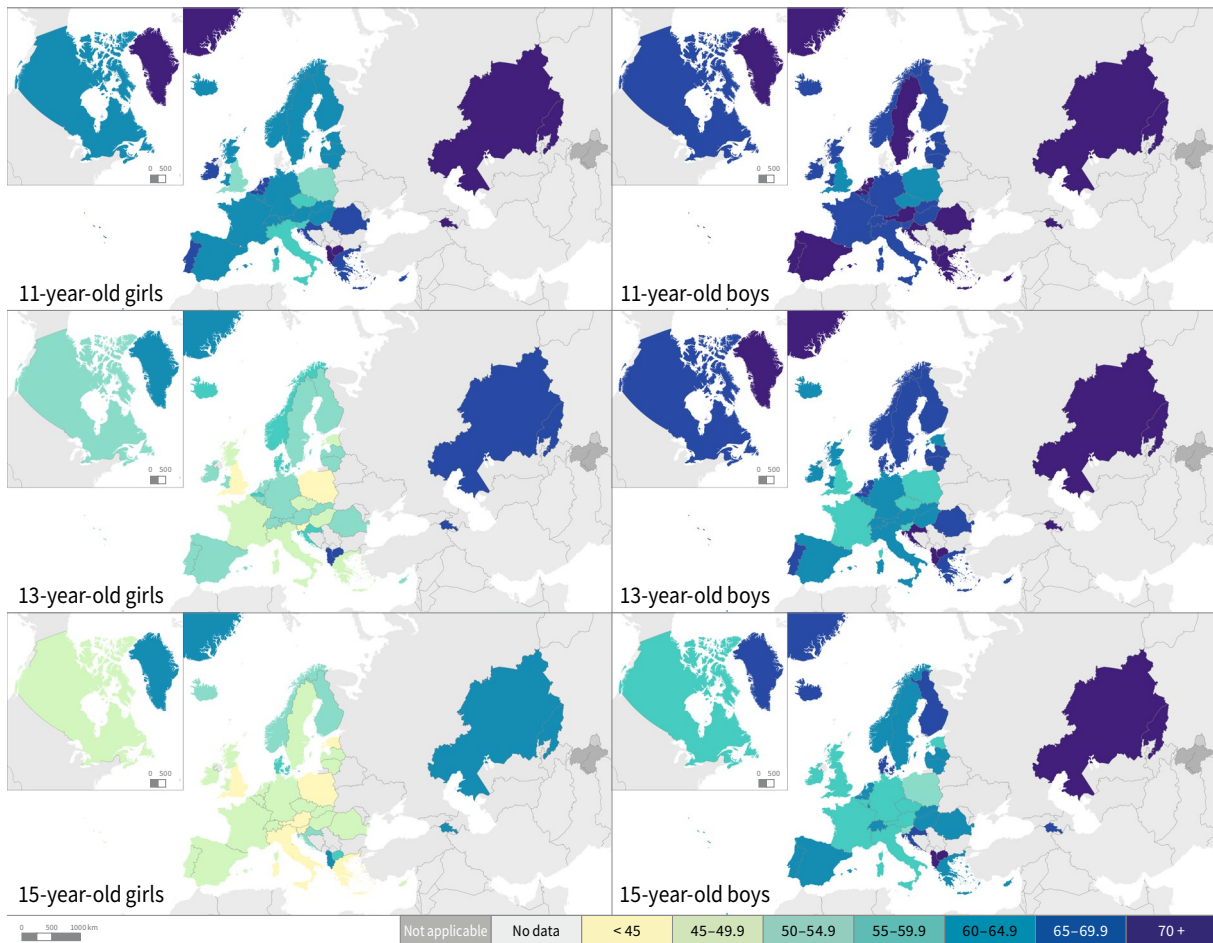 0 500
0 500
11-year-old girls
11-year-old boys
0 500
0 500
13-year-old girls
13-year-old boys
0 500
0 500
15-year-old girls
15-year-old boys
0 500 1000 km
Not applicable No data < 45 45–49.9 50–54.9 55–59.9 60–64.9 65–69.9 70 +